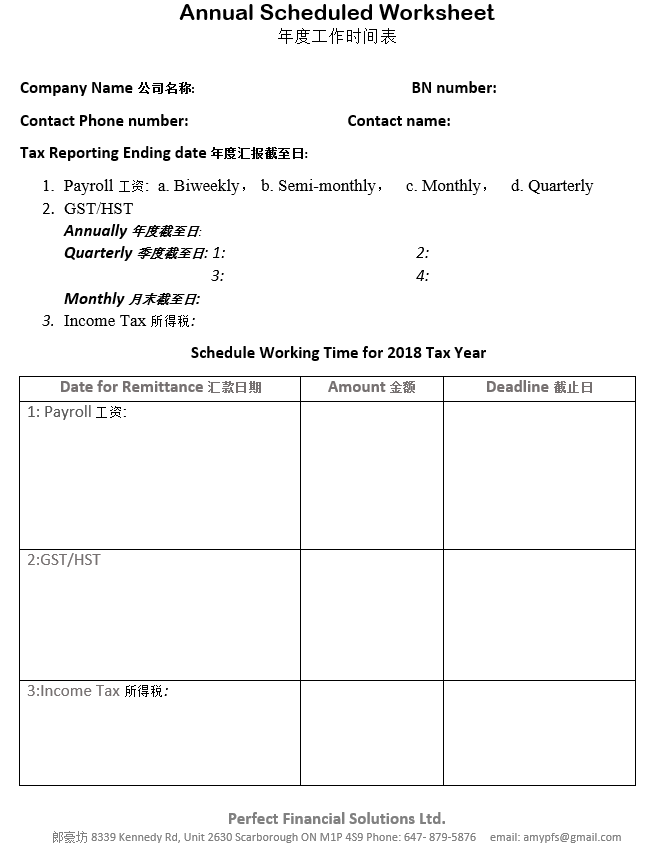 Annual Scheduled Worksheet
年度工作时间表
Company Name 公司名称: BN number:
Contact Phone number: Contact name:
Tax Reporting Ending date 年度汇报截至日:
1. Payroll 工资: a. Biweekly, b. Semi-monthly, c. Monthly, d. Quarterly
2. GST/HST
Annually 年度截至日:
Quarterly 季度截至日: 1: 2:
3: 4:
Monthly 月末截至日:
3. Income Tax 所得税:
Schedule Working Time for 2018 Tax Year
Date for Remittance 汇款日期 Amount 金额 Deadline 截止日
1: Payroll 工资:
2:GST/HST
3:Income Tax 所得税:
Perfect Financial Solutions Ltd.
郎豪坊 8339 Kennedy Rd, Unit 2630 Scarborough ON M1P 4S9 Phone: 647- 879-5876 email: amypfs@gmail.com